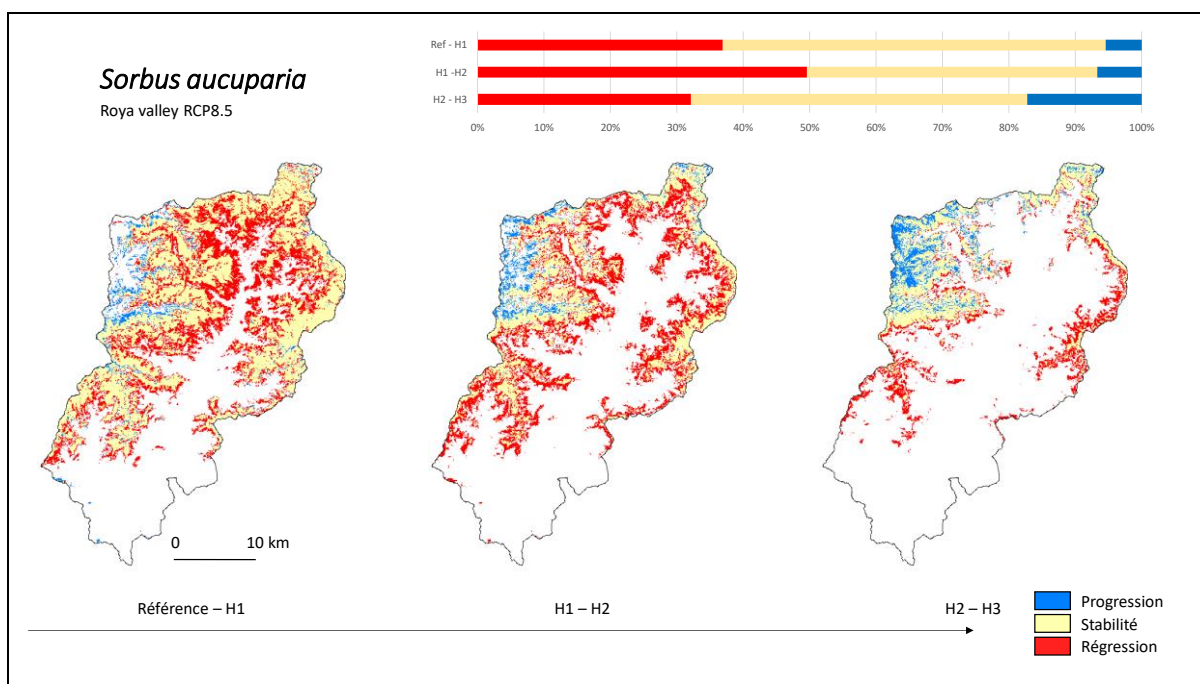 Sorbus aucuparia
Roya valley RCP8.5
Ref - H1
H1 -H2
H2 - H3
0% 10% 20% 30% 40% 50% 60% 70% 80% 90% 100%
0 10 km
Référence – H1 H1 – H2 H2 – H3
Progression
Stabilité
Régression